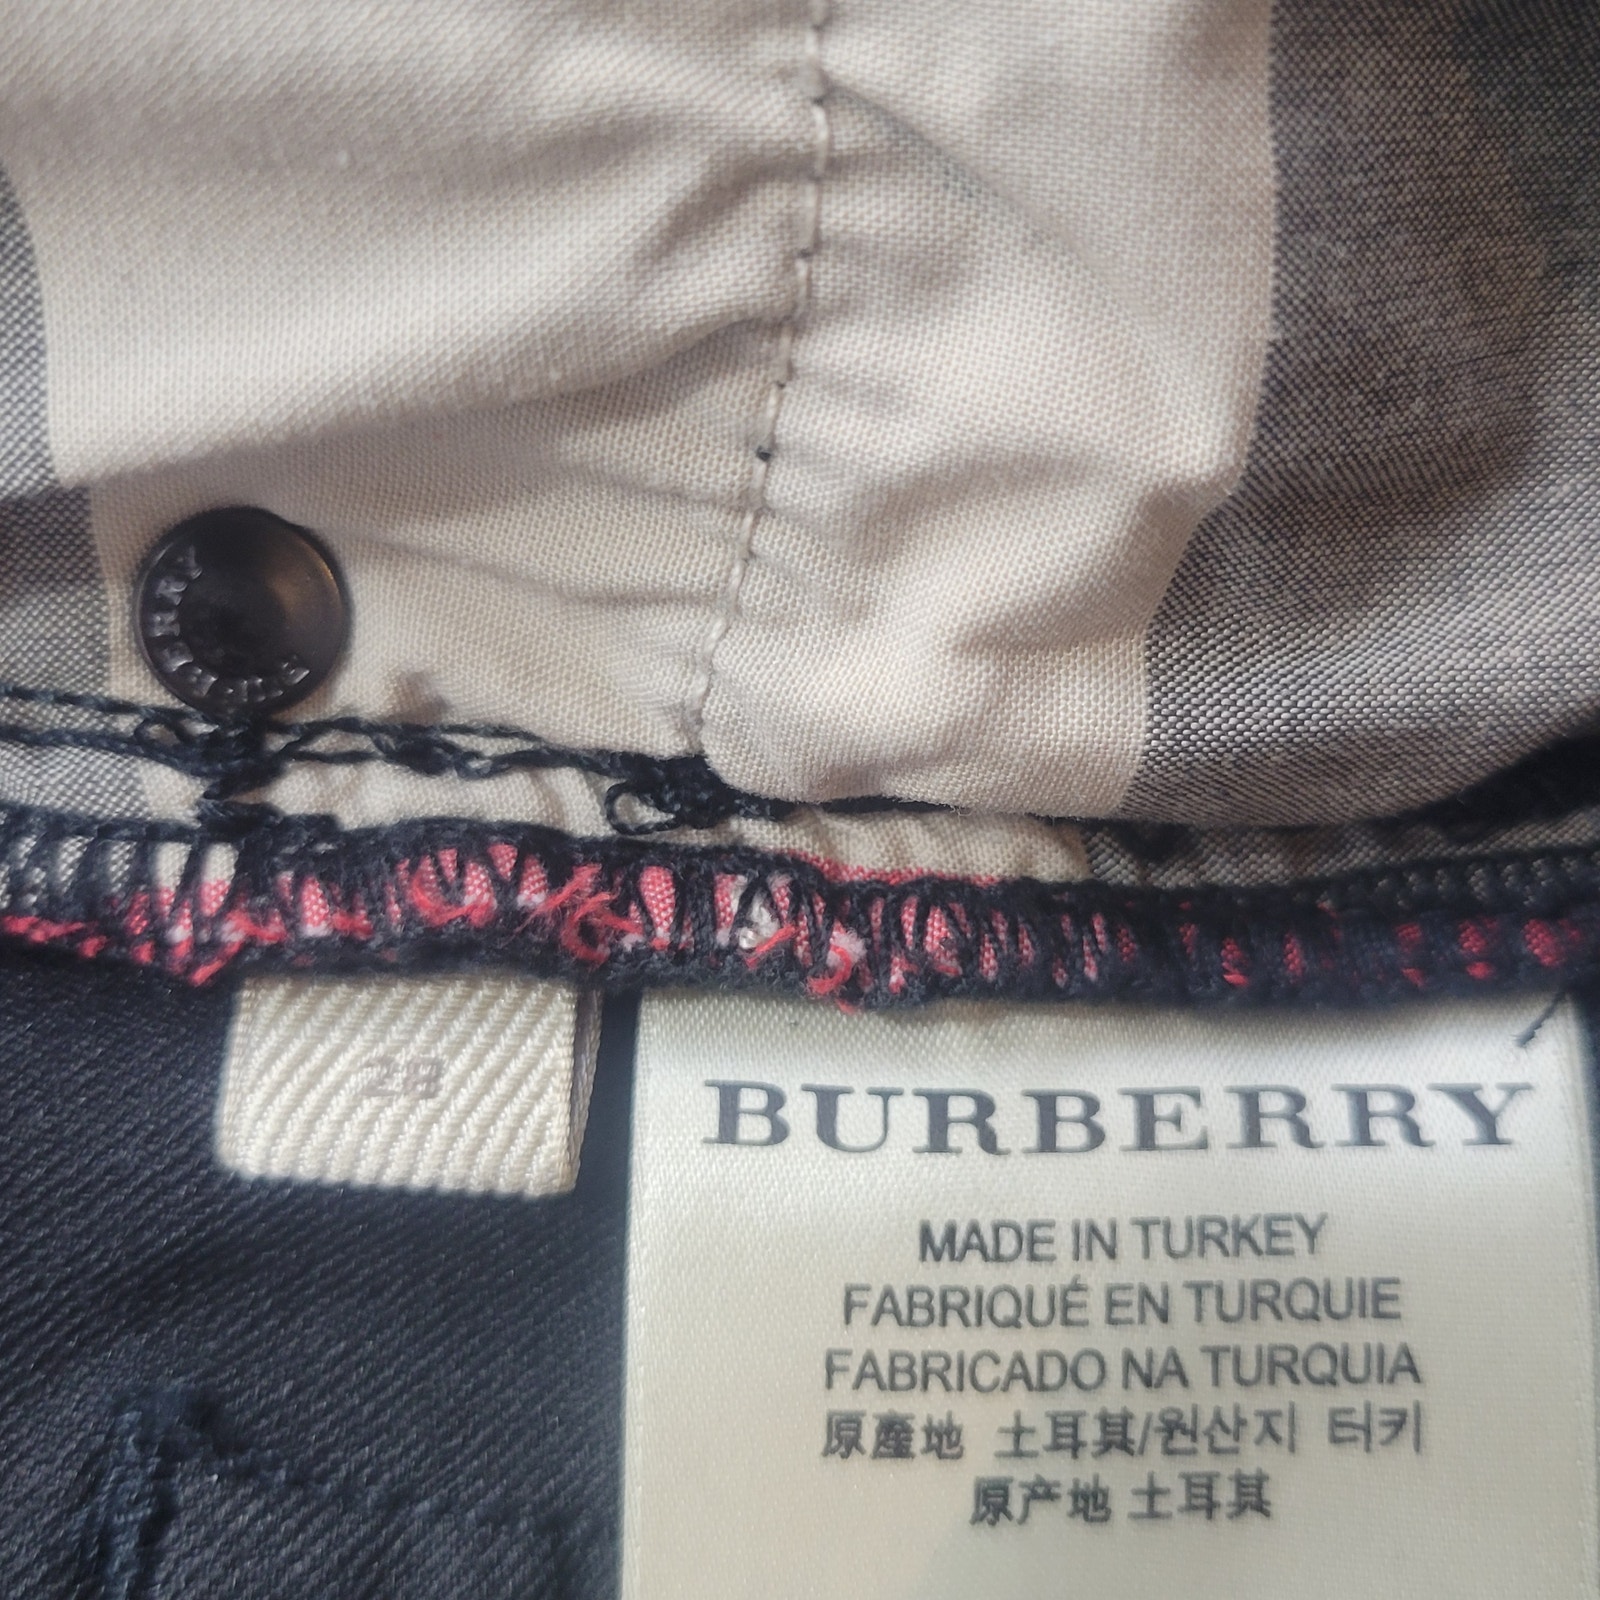 BURBERRY
28
BURBERRY
MADE IN TURKEY
FABRIQUÉ EN TURQUIE
FABRICADO NA TURQUIA
原產地 土耳其/원산지 터키
原产地 土耳其